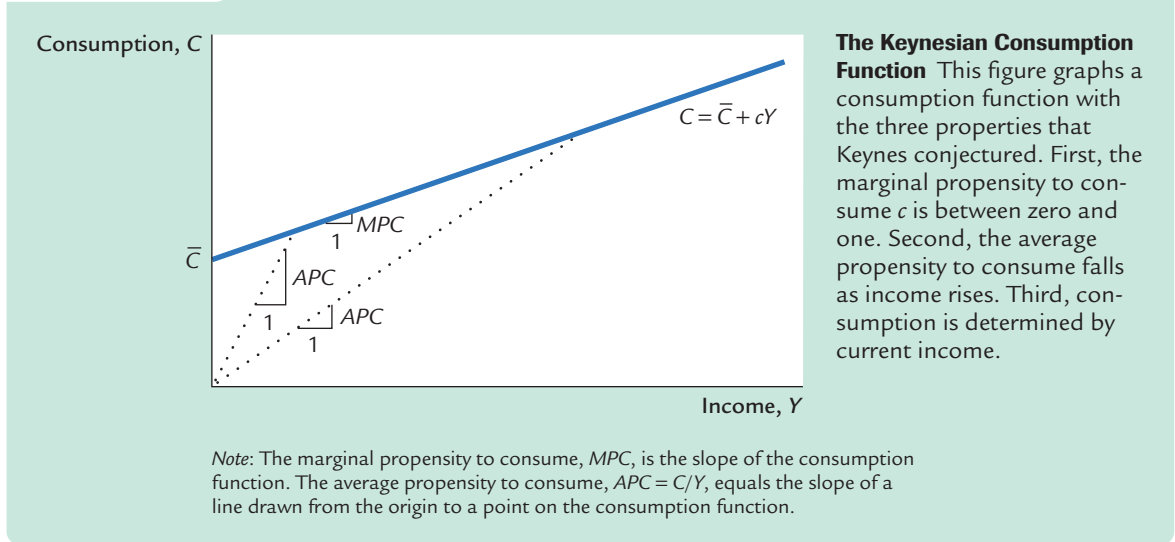 Consumption, C
The Keynesian Consumption
Function This figure graphs a
consumption function with
the three properties that
Keynes conjectured. First, the
marginal propensity to con-
sume c is between zero and
one. Second, the average
propensity to consume falls
as income rises. Third, con-
sumption is determined by
current income.
C = C̅ + cY
MPC
1
C̅
APC
1
APC
1
Income, Y
Note: The marginal propensity to consume, MPC, is the slope of the consumption
function. The average propensity to consume, APC = C/Y, equals the slope of a
line drawn from the origin to a point on the consumption function.